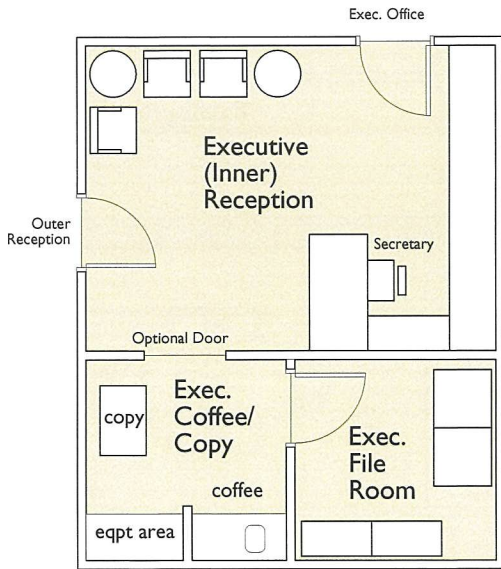 Exec. Office
Executive
(Inner)
Reception
Outer
Reception
Secretary
Optional Door
copy
Exec.
Coffee/
Copy
coffee
eqpt area
Exec.
File
Room